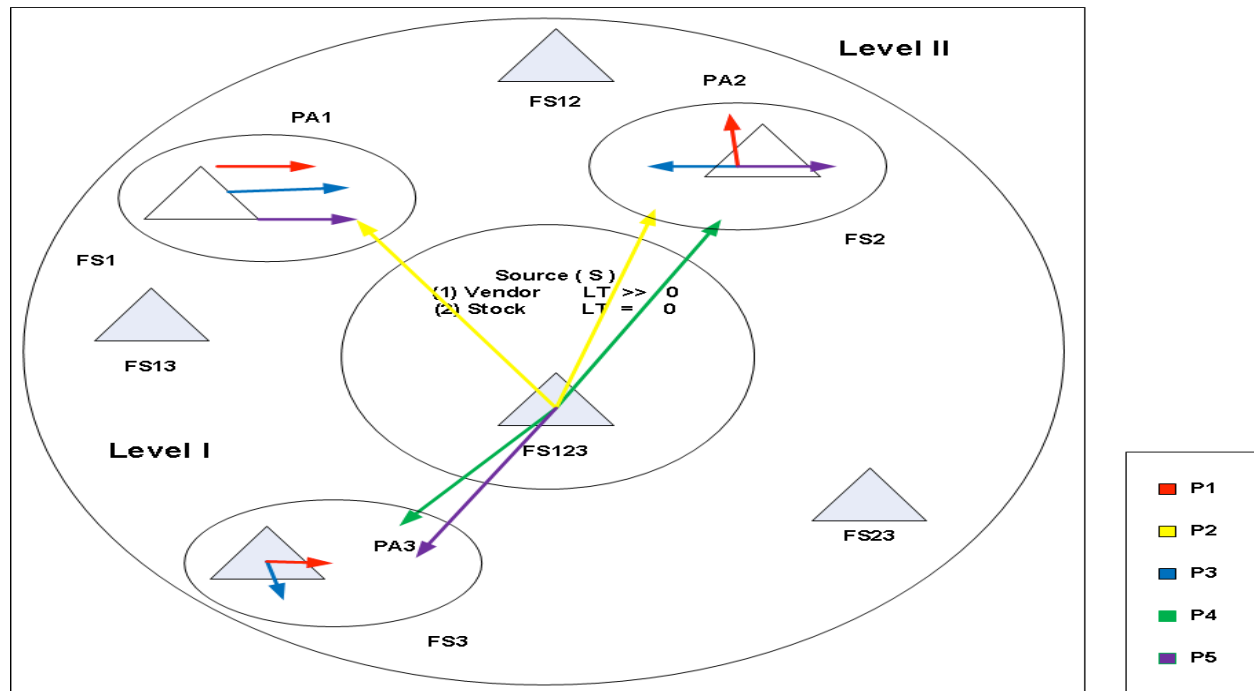 Level II
PA2
FS12
PA1
FS2
FS1
Source ( S )
(1) Vendor LT >> 0
(2) Stock LT = 0
FS13
FS123
Level I
P1
P2
FS23
PA3
P3
P4
FS3
P5